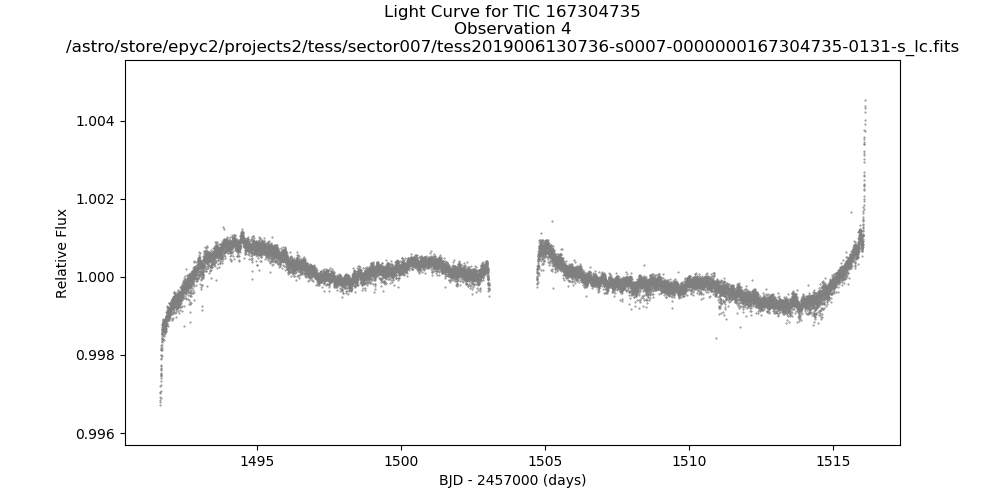 Light Curve for TIC 167304735
Observation 4
/astro/store/epyc2/projects2/tess/sector007/tess2019006130736-s0007-0000000167304735-0131-s_lc.fits
1.004
1.002
1.000
0.998
0.996
Relative Flux
1495
1500
1505
1510
1515
BJD - 2457000 (days)